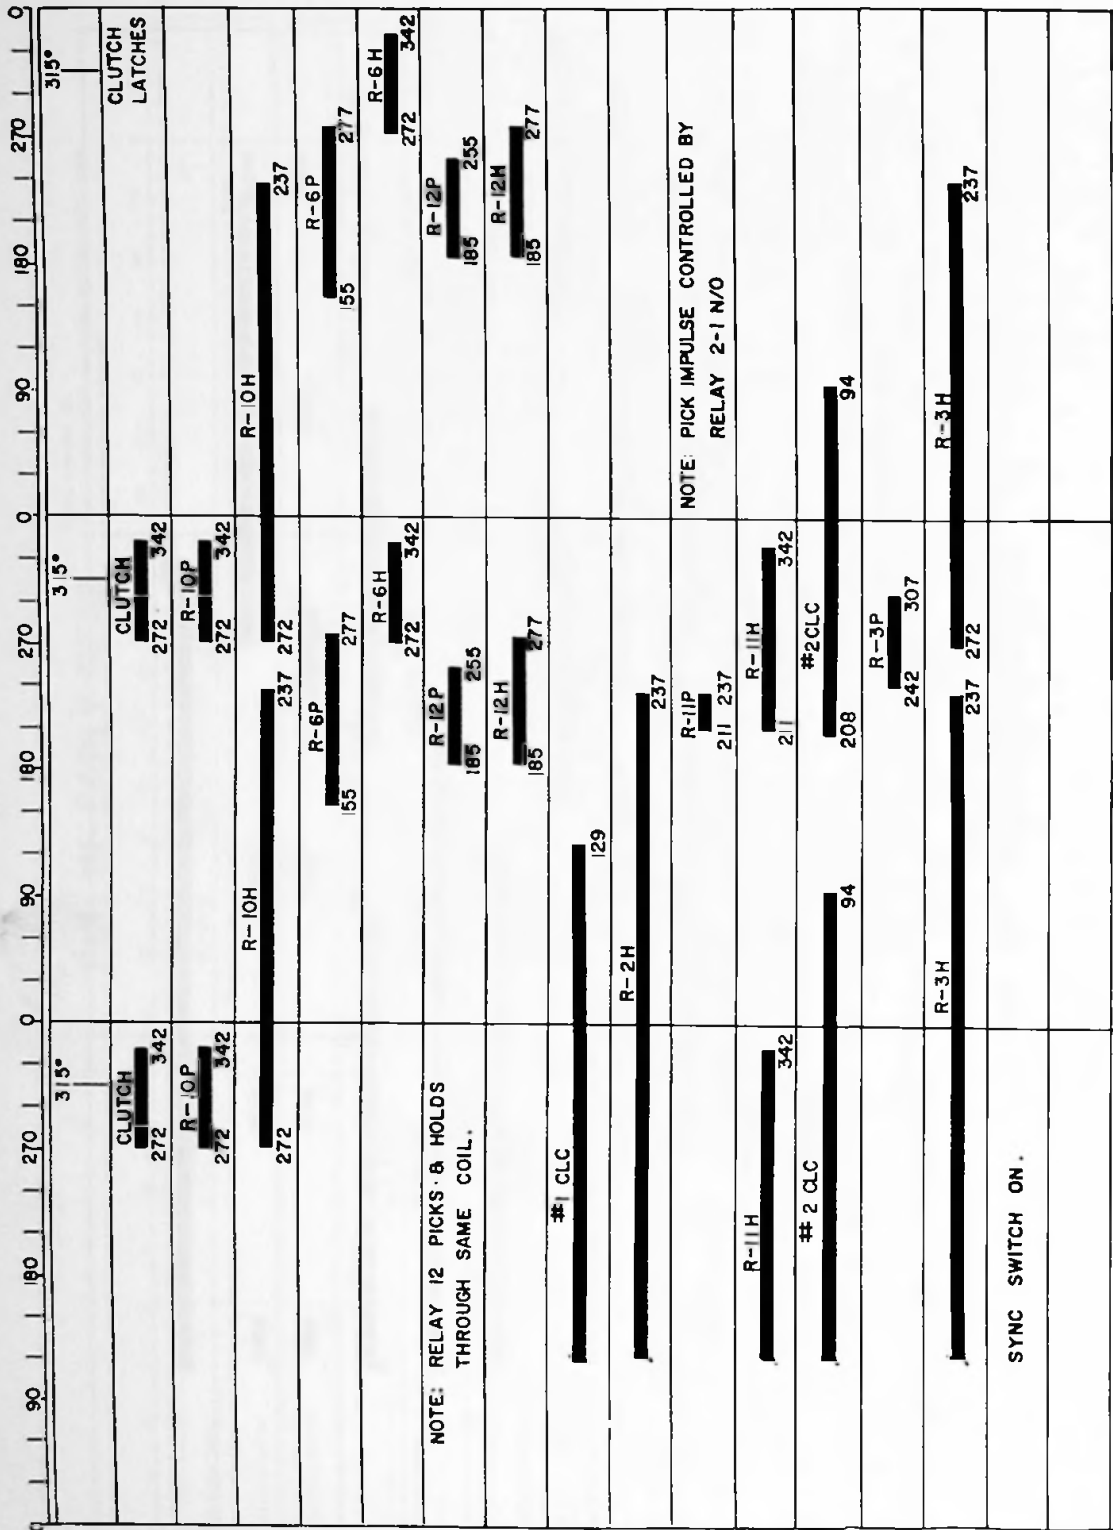 0 90 180 270 0 90 180 270 0 90 180 270 0
315° 315° 315°
CLUTCH CLUTCH CLUTCH
LATCHES
272 342 272 342
R-10P R-10P
272 342 272 342
R-10H R-10H
272 237 272 237
R-6P R-6P
155 277 155 277
R-6H R-6H
272 342 272 342
NOTE: RELAY 12 PICKS & HOLDS
THROUGH SAME COIL.
R-12P R-12P
185 255 185 255
R-12H R-12H
185 277 185 277
#1 CLC
129
R-2H
237
NOTE: PICK IMPULSE CONTROLLED BY
RELAY 2-1 N/O
R-11P
211 237
R-11H R-11H
342 211 342
#2 CLC #2CLC
94 208 94
R-3P
242 307
R-3H R-3H
237 272 237
SYNC SWITCH ON.